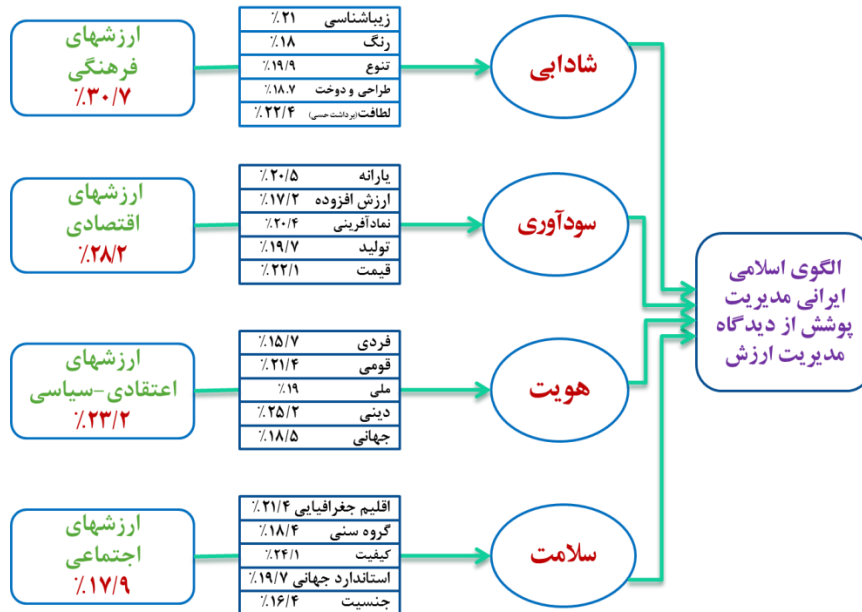 ارزشهای
فرهنگی
٪۳۰/۷
زیباشناسی ٪۲۱
رنگ ٪۱۸
تنوع ٪۱۹/۹
طراحی و دوخت ٪۱۸.۷
لطافت(برداشت حسی) ٪۲۲/۴
شادابی
ارزشهای
اقتصادی
٪۲۸/۲
یارانه ٪۲۰/۵
ارزش افزوده ٪۱۷/۲
نمادآفرینی ٪۲۰/۴
تولید ٪۱۹/۷
قیمت ٪۲۲/۱
سودآوری
ارزشهای
اعتقادی-سیاسی
٪۲۳/۲
فردی ٪۱۵/۷
قومی ٪۲۱/۴
ملی ٪۱۹
دینی ٪۲۵/۲
جهانی ٪۱۸/۵
هویت
ارزشهای
اجتماعی
٪۱۷/۹
اقلیم جغرافیایی ٪۲۱/۴
گروه سنی ٪۱۸/۴
کیفیت ٪۲۴/۱
استاندارد جهانی ٪۱۹/۷
جنسیت ٪۱۶/۴
سلامت
الگوی اسلامی
ایرانی مدیریت
پوشش از دیدگاه
مدیریت ارزش